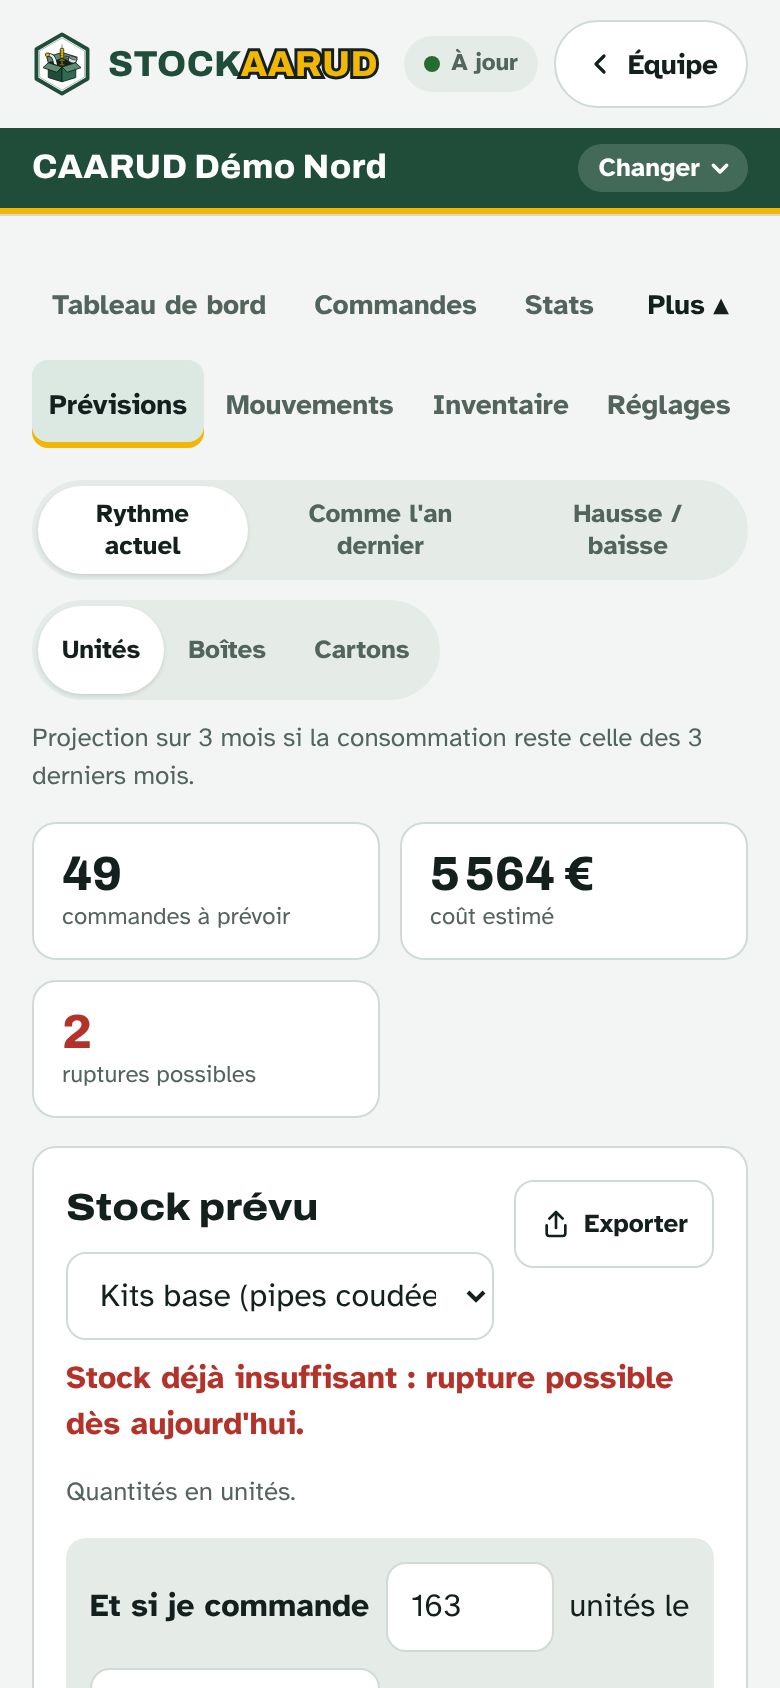 STOCKAARUD
À jour
Équipe
CAARUD Démo Nord
Changer
Tableau de bord Commandes Stats Plus ▲
Prévisions Mouvements Inventaire Réglages
Rythme actuel
Comme l'an dernier
Hausse / baisse
Unités Boîtes Cartons
Projection sur 3 mois si la consommation reste celle des 3
derniers mois.
49
commandes à prévoir
5 564 €
coût estimé
2
ruptures possibles
Stock prévu
Exporter
Kits base (pipes coudée
Stock déjà insuffisant : rupture possible
dès aujourd'hui.
Quantités en unités.
Et si je commande 163 unités le